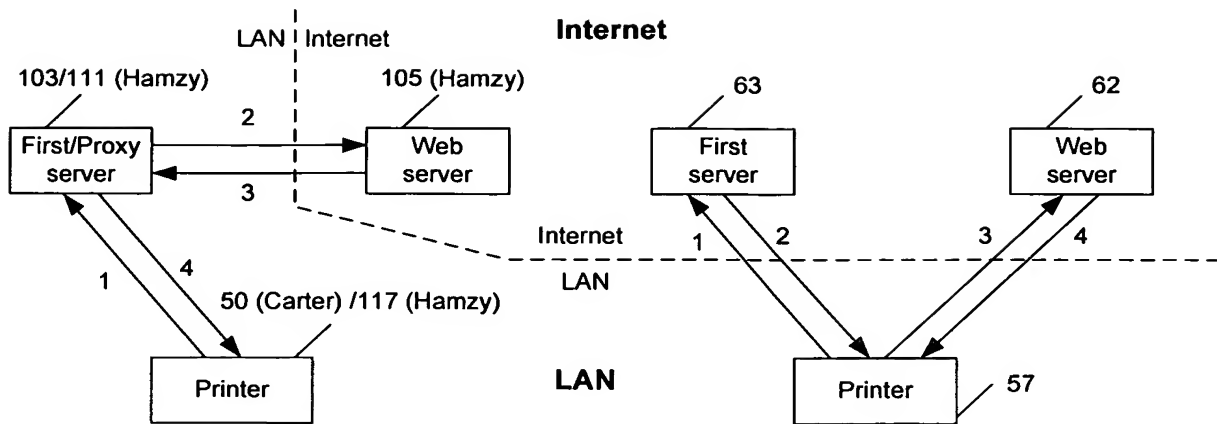 Internet
LAN Internet
103/111 (Hamzy)
105 (Hamzy)
63
62
First/Proxy
server
2
3
Web
server
First
server
Web
server
1
4
Internet
LAN
1
2
3
4
50 (Carter) /117 (Hamzy)
Printer
LAN
Printer
57